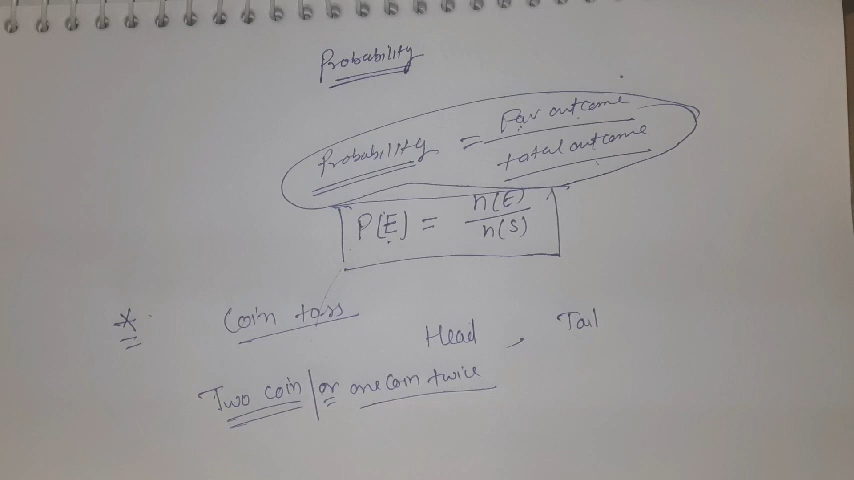 Probability
Probability = Fav outcome / total outcome
P(E) = n(E) / n(S)
* Coin toss
Head , Tail
Two coin | or one coin twice